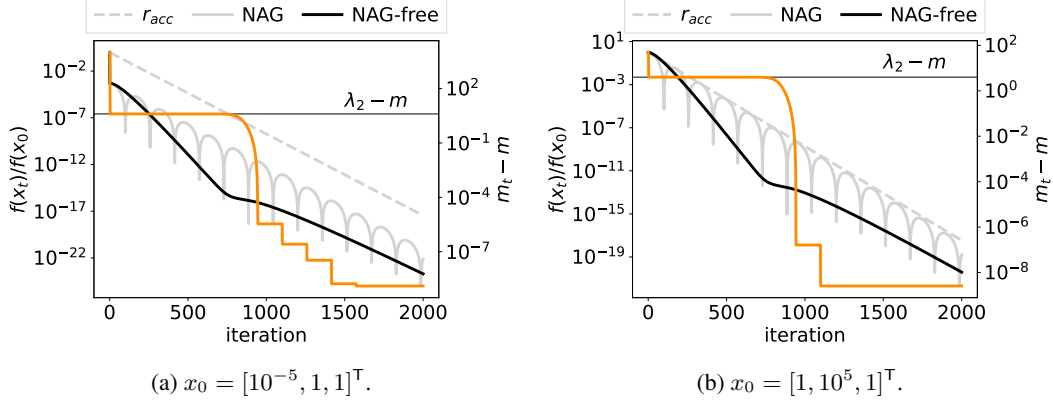 r_acc NAG NAG-free
r_acc NAG NAG-free
f(x_t)/f(x_0)
10^-2
10^-7
10^-12
10^-17
10^-22
λ_2 − m
10^2
10^-1
10^-4
10^-7
m_t − m
0 500 1000 1500 2000
iteration
f(x_t)/f(x_0)
10^1
10^-3
10^-7
10^-11
10^-15
10^-19
λ_2 − m
10^2
10^0
10^-2
10^-4
10^-6
10^-8
m_t − m
0 500 1000 1500 2000
iteration
(a) x_0 = [10^-5, 1, 1]^T.
(b) x_0 = [1, 10^5, 1]^T.